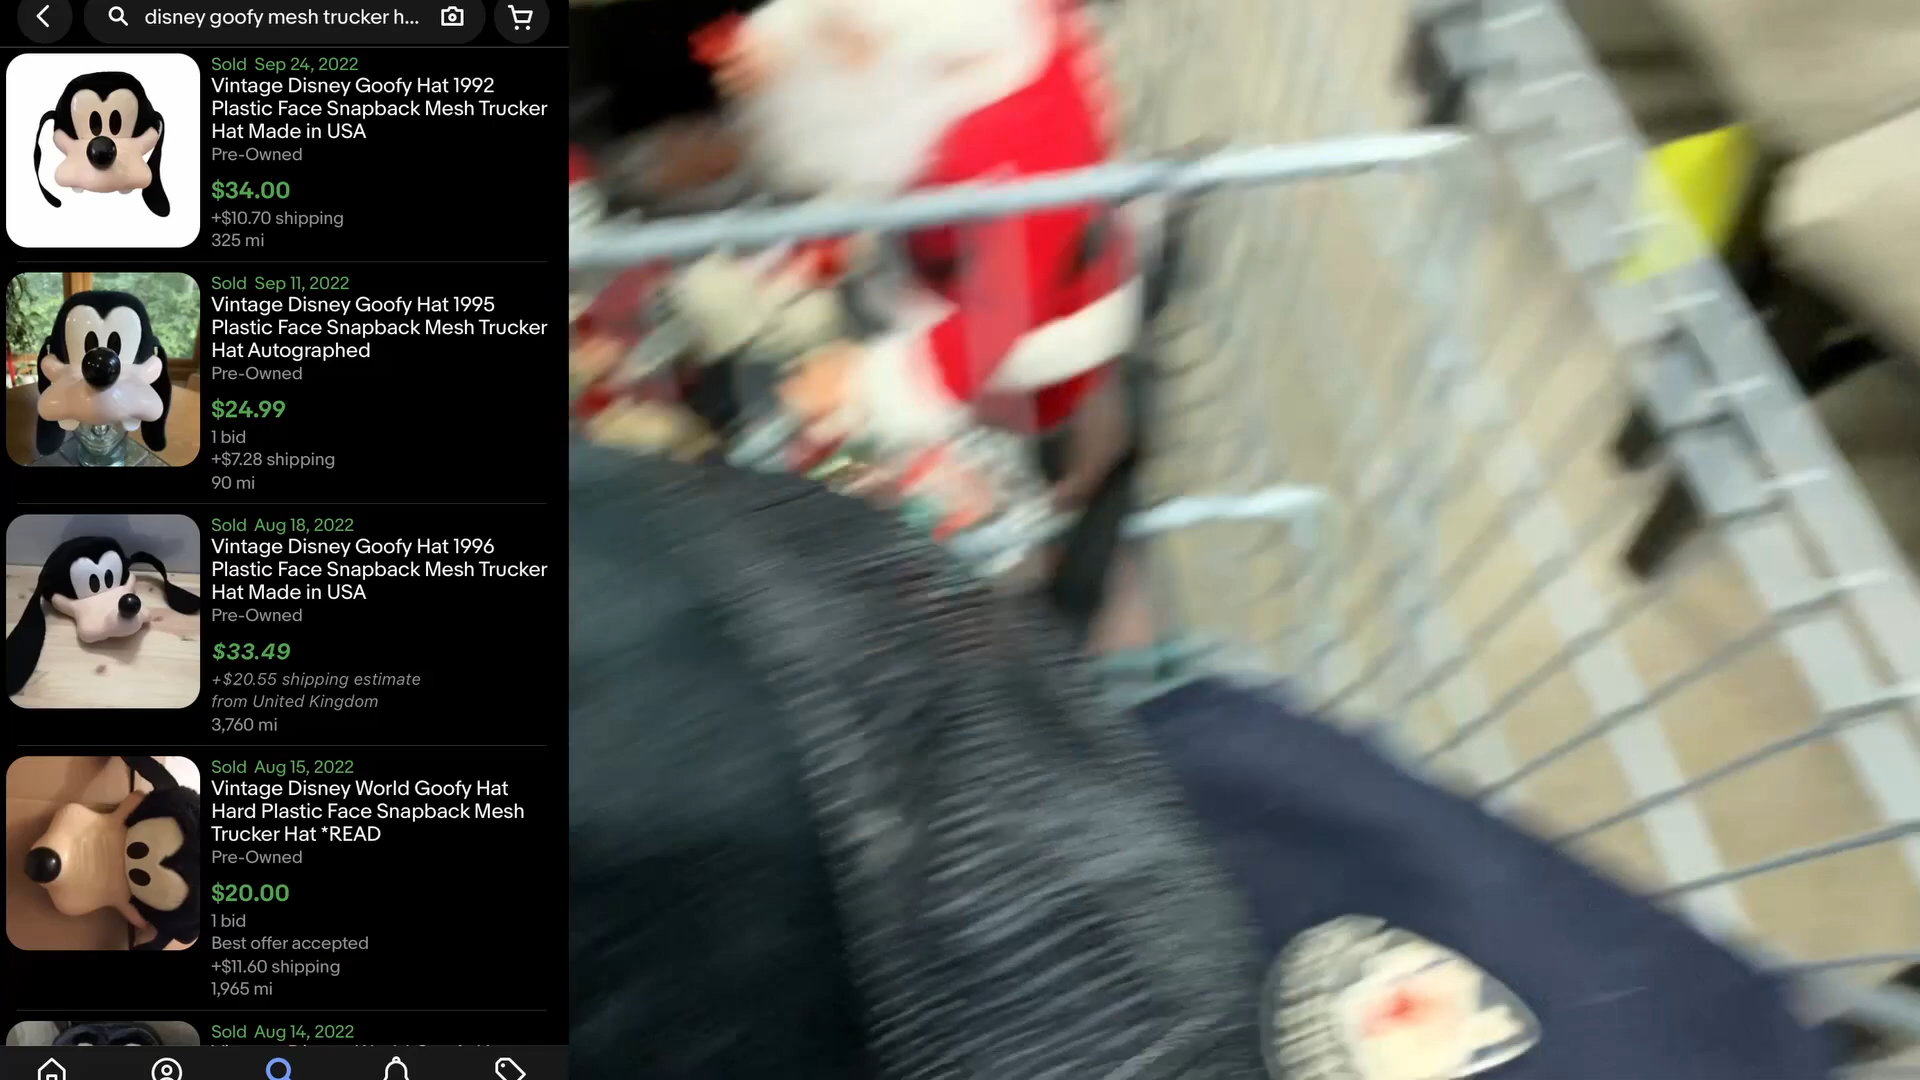 disney goofy mesh trucker h...
Sold Sep 24, 2022
Vintage Disney Goofy Hat 1992
Plastic Face Snapback Mesh Trucker
Hat Made in USA
Pre-Owned
$34.00
+$10.70 shipping
325 mi
Sold Sep 11, 2022
Vintage Disney Goofy Hat 1995
Plastic Face Snapback Mesh Trucker
Hat Autographed
Pre-Owned
$24.99
1 bid
+$7.28 shipping
90 mi
Sold Aug 18, 2022
Vintage Disney Goofy Hat 1996
Plastic Face Snapback Mesh Trucker
Hat Made in USA
Pre-Owned
$33.49
+$20.55 shipping estimate
from United Kingdom
3,760 mi
Sold Aug 15, 2022
Vintage Disney World Goofy Hat
Hard Plastic Face Snapback Mesh
Trucker Hat *READ
Pre-Owned
$20.00
1 bid
Best offer accepted
+$11.60 shipping
1,965 mi
Sold Aug 14, 2022